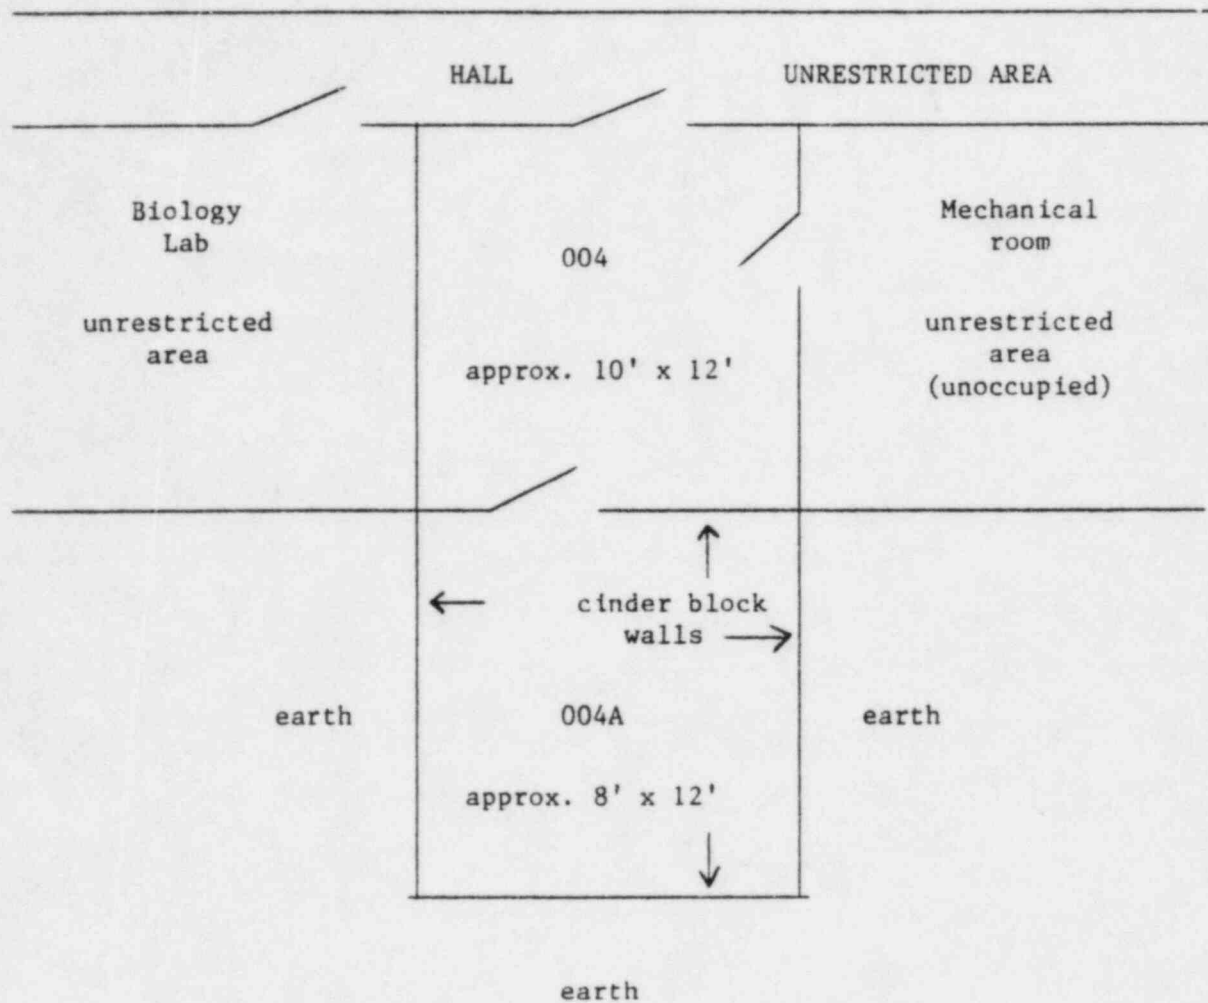 HALL
UNRESTRICTED AREA
Biology
Lab
unrestricted
area
004
approx. 10' x 12'
Mechanical
room
unrestricted
area
(unoccupied)
cinder block
walls
earth
004A
earth
approx. 8' x 12'
earth